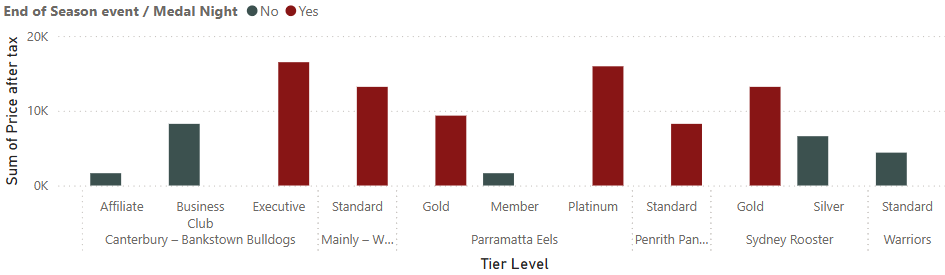 End of Season event / Medal Night No Yes
Sum of Price after tax
20K
10K
0K
Affiliate Business Club Executive Standard Gold Member Platinum Standard Gold Silver Standard
Canterbury – Bankstown Bulldogs Mainly – W... Parramatta Eels Penrith Pan... Sydney Rooster Warriors
Tier Level